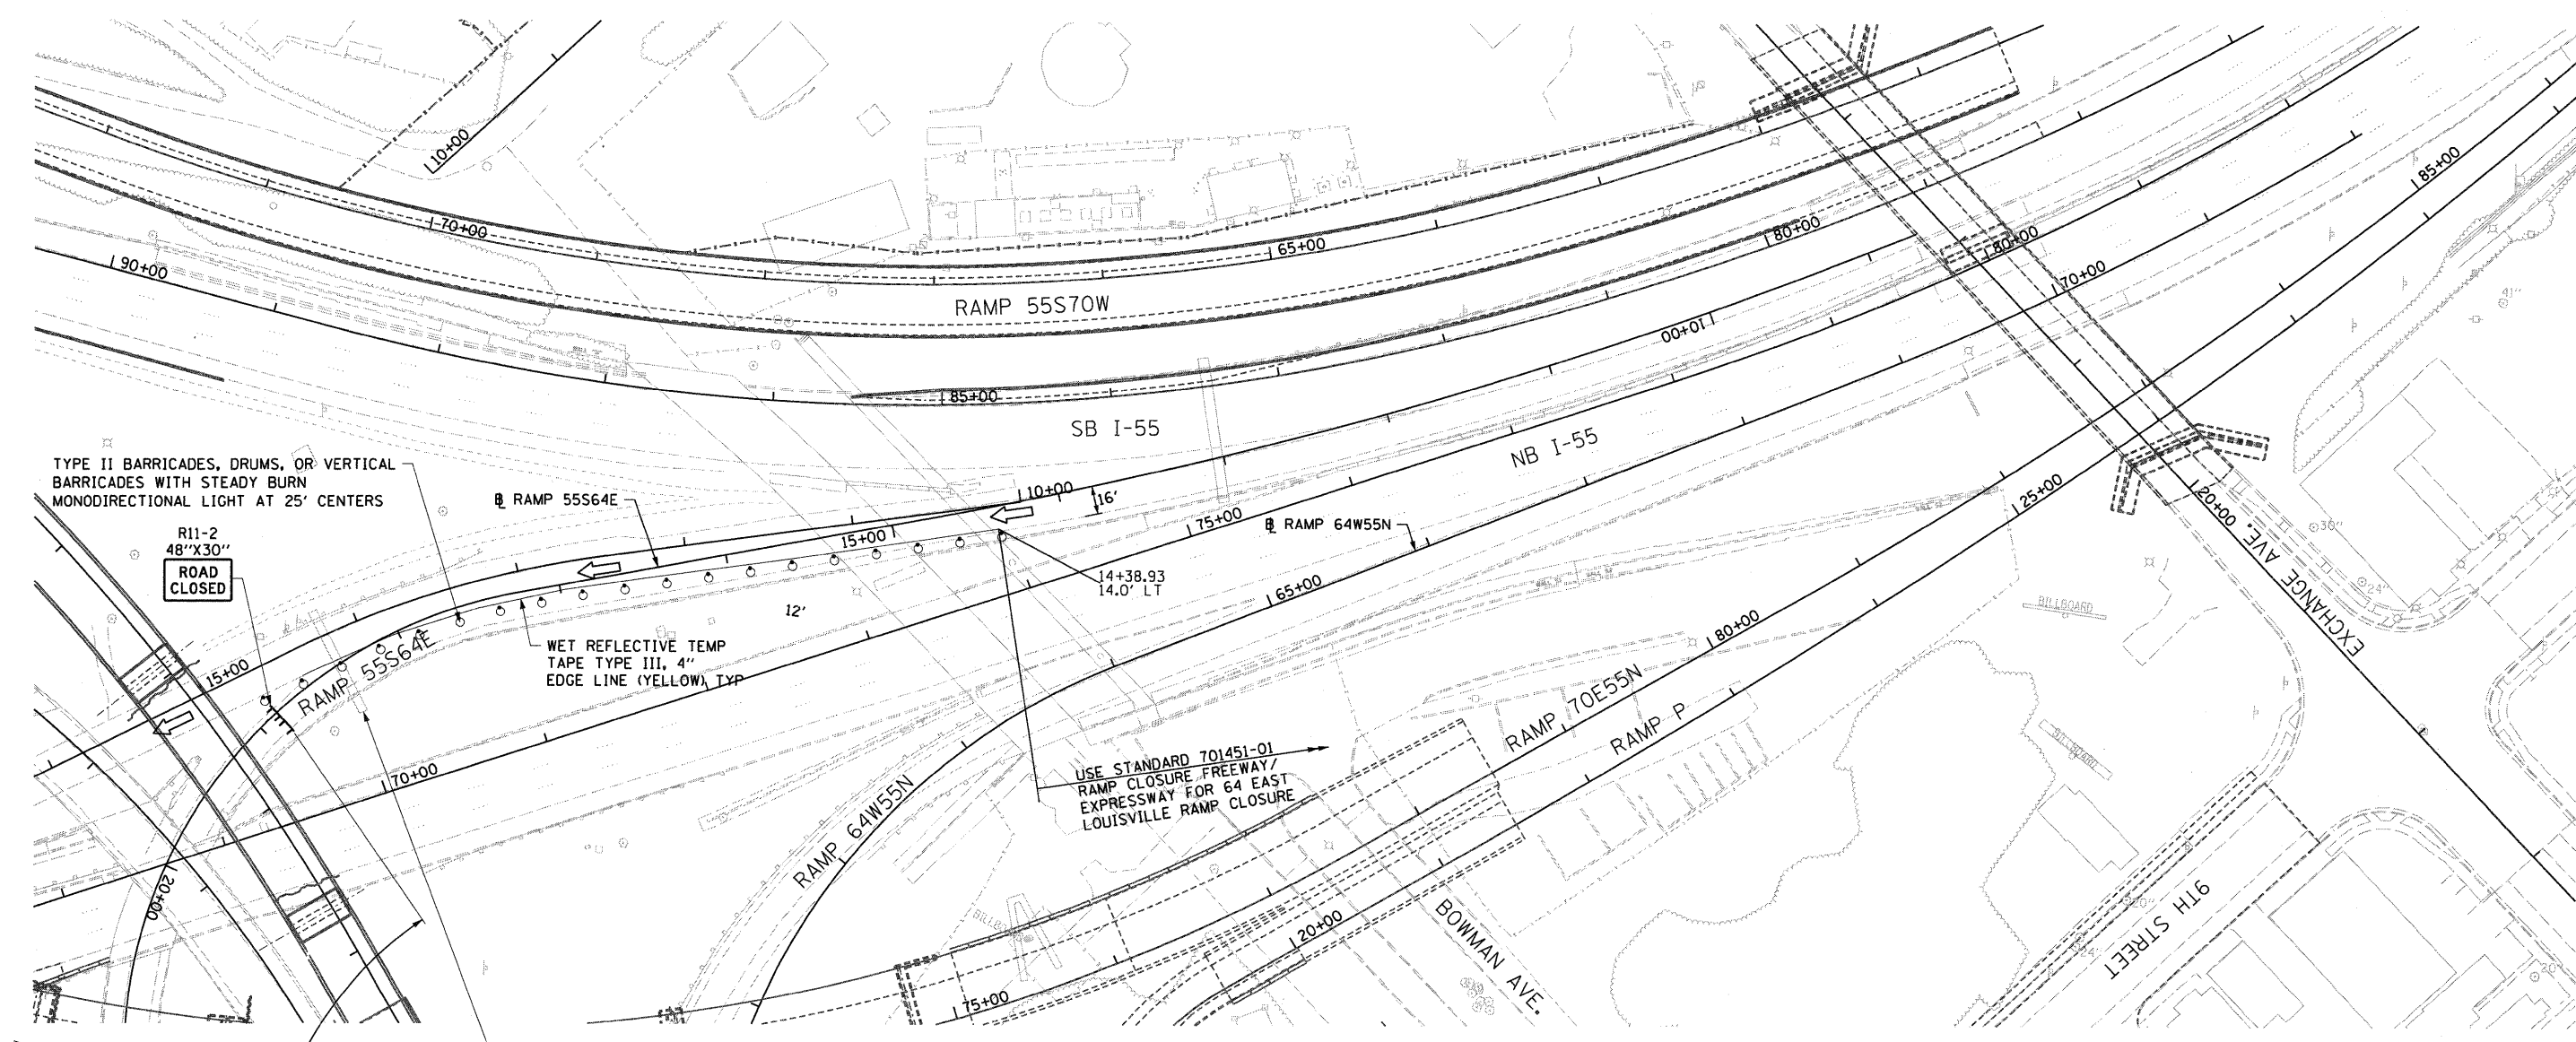 10+00
70+00
65+00
80+00
80+00
85+00
90+00
70+00
RAMP 55S70W
10+00
85+00
SB I-55
NB I-55
TYPE II BARRICADES, DRUMS, OR VERTICAL
BARRICADES WITH STEADY BURN
MONODIRECTIONAL LIGHT AT 25' CENTERS
℄ RAMP 55S64E
10+00
16'
75+00
℄ RAMP 64W55N
25+00
20+00
EXCHANGE AVE.
30"
24"
R11-2
48"X30"
ROAD
CLOSED
15+00
14+38.93
14.0' LT
65+00
12'
BILLBOARD
80+00
WET REFLECTIVE TEMP
TAPE TYPE III, 4"
EDGE LINE (YELLOW), TYP
15+00
RAMP 55S64E
RAMP 70E55N
RAMP P
BILLBOARD
70+00
USE STANDARD 701451-01
RAMP CLOSURE FREEWAY/
EXPRESSWAY FOR 64 EAST
LOUISVILLE RAMP CLOSURE
RAMP 64W55N
20+00
20+00
BOWMAN AVE.
9TH STREET
75+00